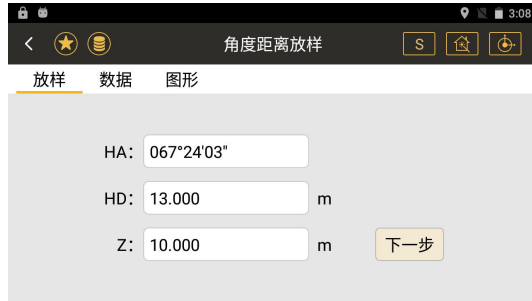 3:08
角度距离放样
S
放样 数据 图形
HA: 067°24'03"
HD: 13.000 m
Z: 10.000 m 下一步